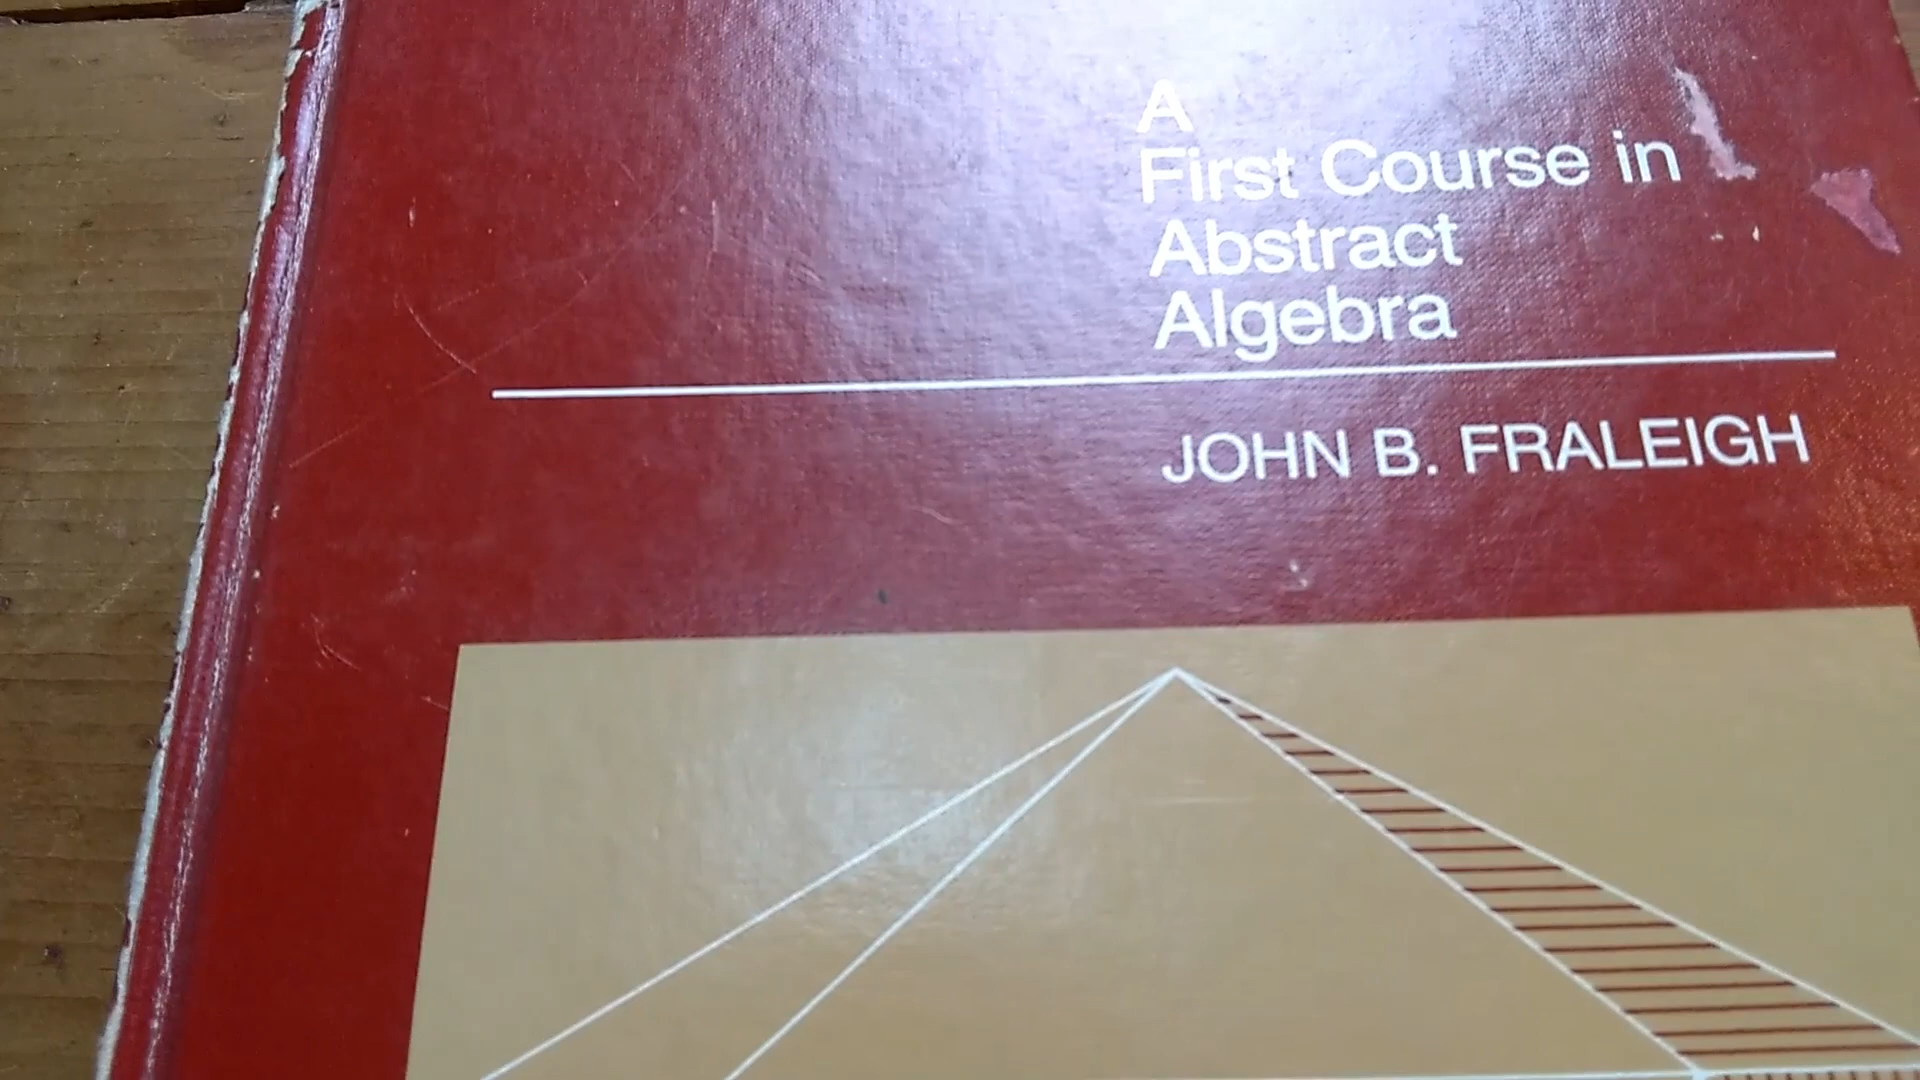 A
First Course in
Abstract
Algebra
JOHN B. FRALEIGH